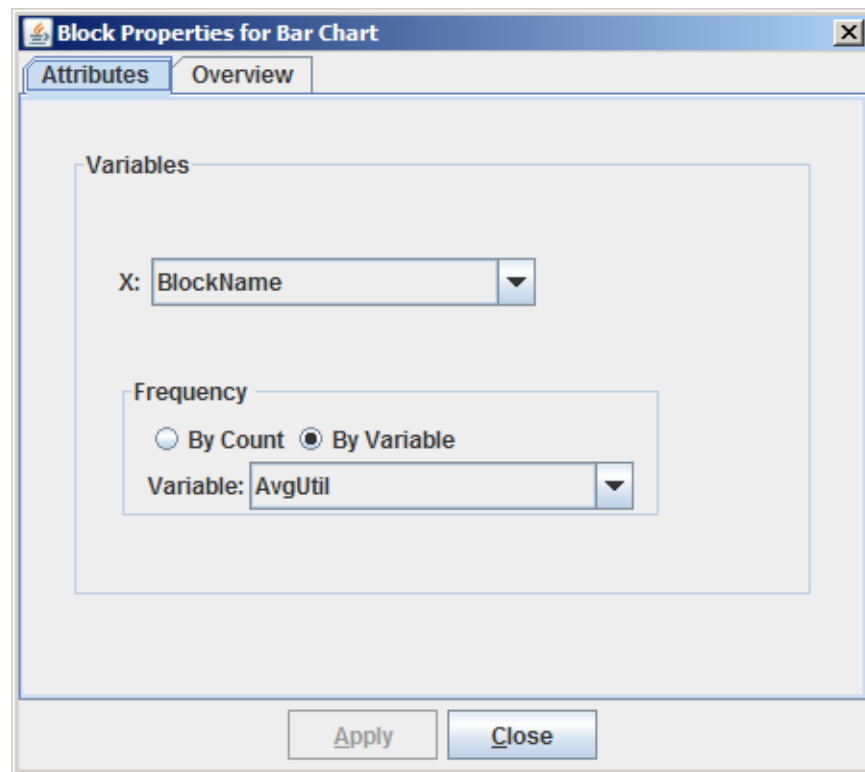 Block Properties for Bar Chart
Attributes Overview
Variables
X: BlockName
Frequency
By Count By Variable
Variable: AvgUtil
Apply Close